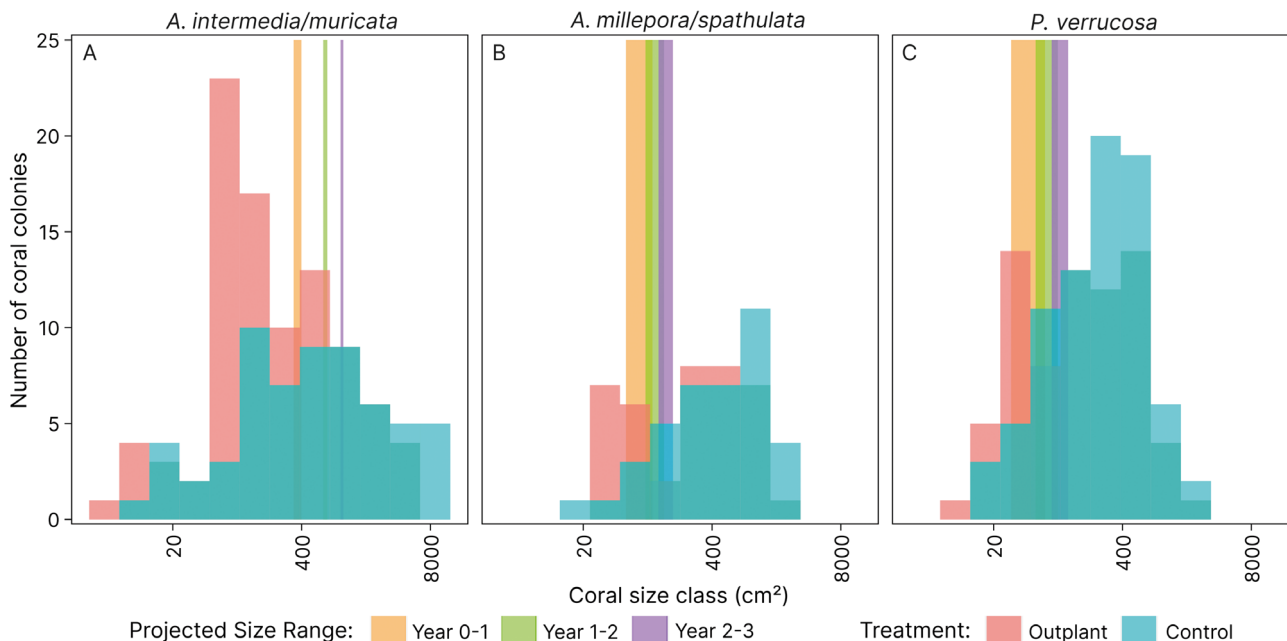 A. intermedia/muricata
A. millepora/spathulata
P. verrucosa
A
B
C
Number of coral colonies
25
20
15
10
5
0
20
400
8000
20
400
8000
20
400
8000
Coral size class (cm²)
Projected Size Range: Year 0-1 Year 1-2 Year 2-3 Treatment: Outplant Control